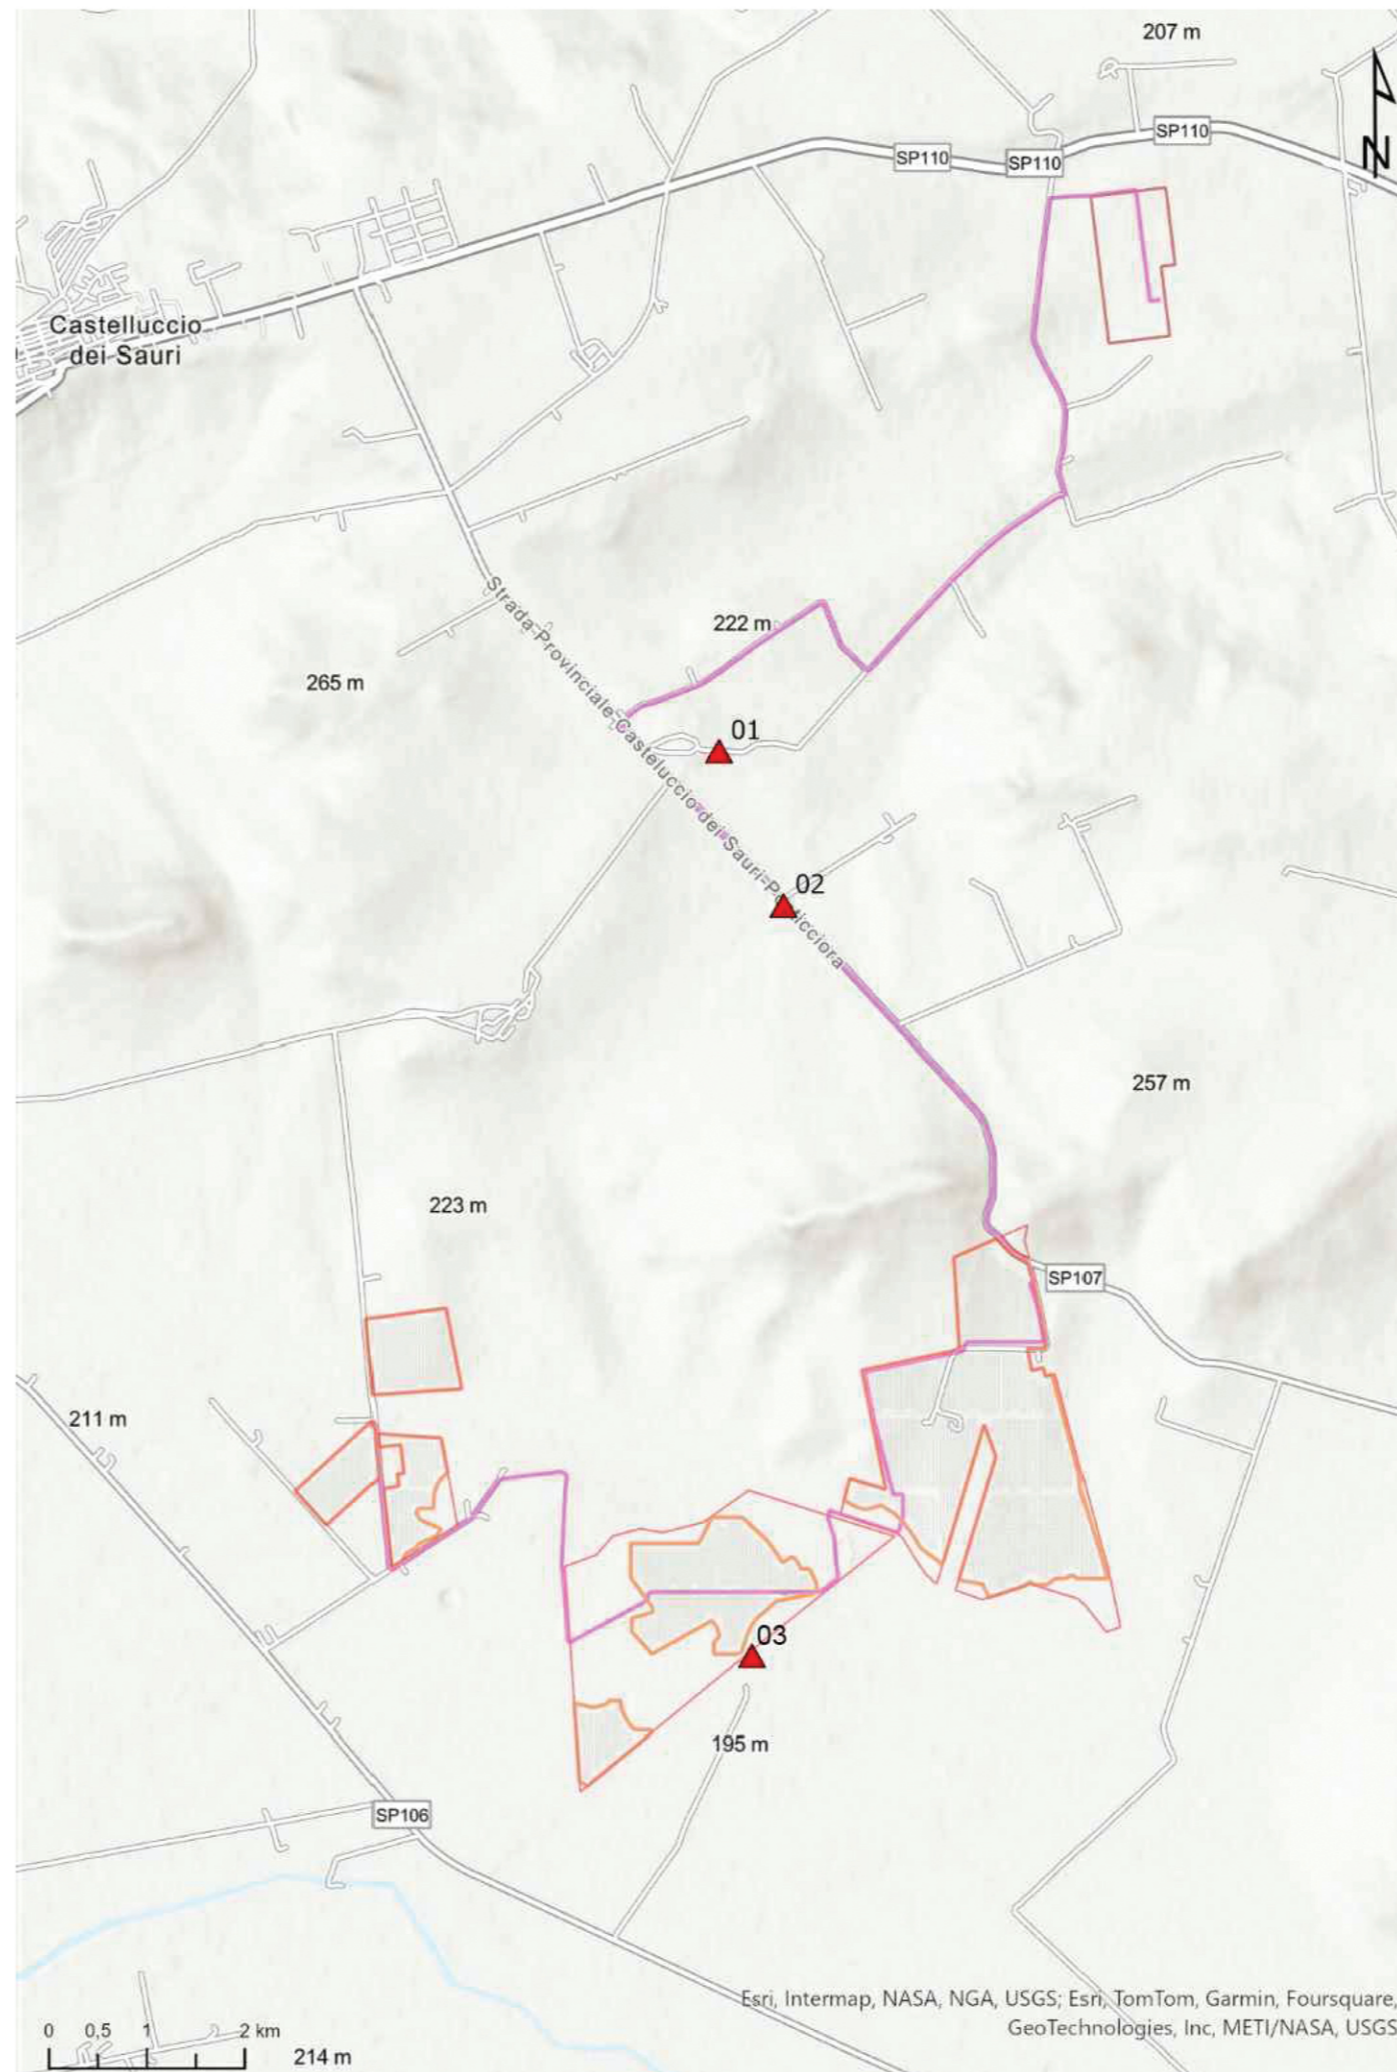 207 m
N
SP110
SP110
SP110
Castelluccio
dei Sauri
Strada Provinciale Casteluccio dei Sauri-P
icciora
222 m
265 m
01
02
257 m
223 m
SP107
211 m
03
195 m
SP106
Esri, Intermap, NASA, NGA, USGS; Esri, TomTom, Garmin, Foursquare,
GeoTechnologies, Inc, METI/NASA, USGS
0 0,5 1 2 km
214 m